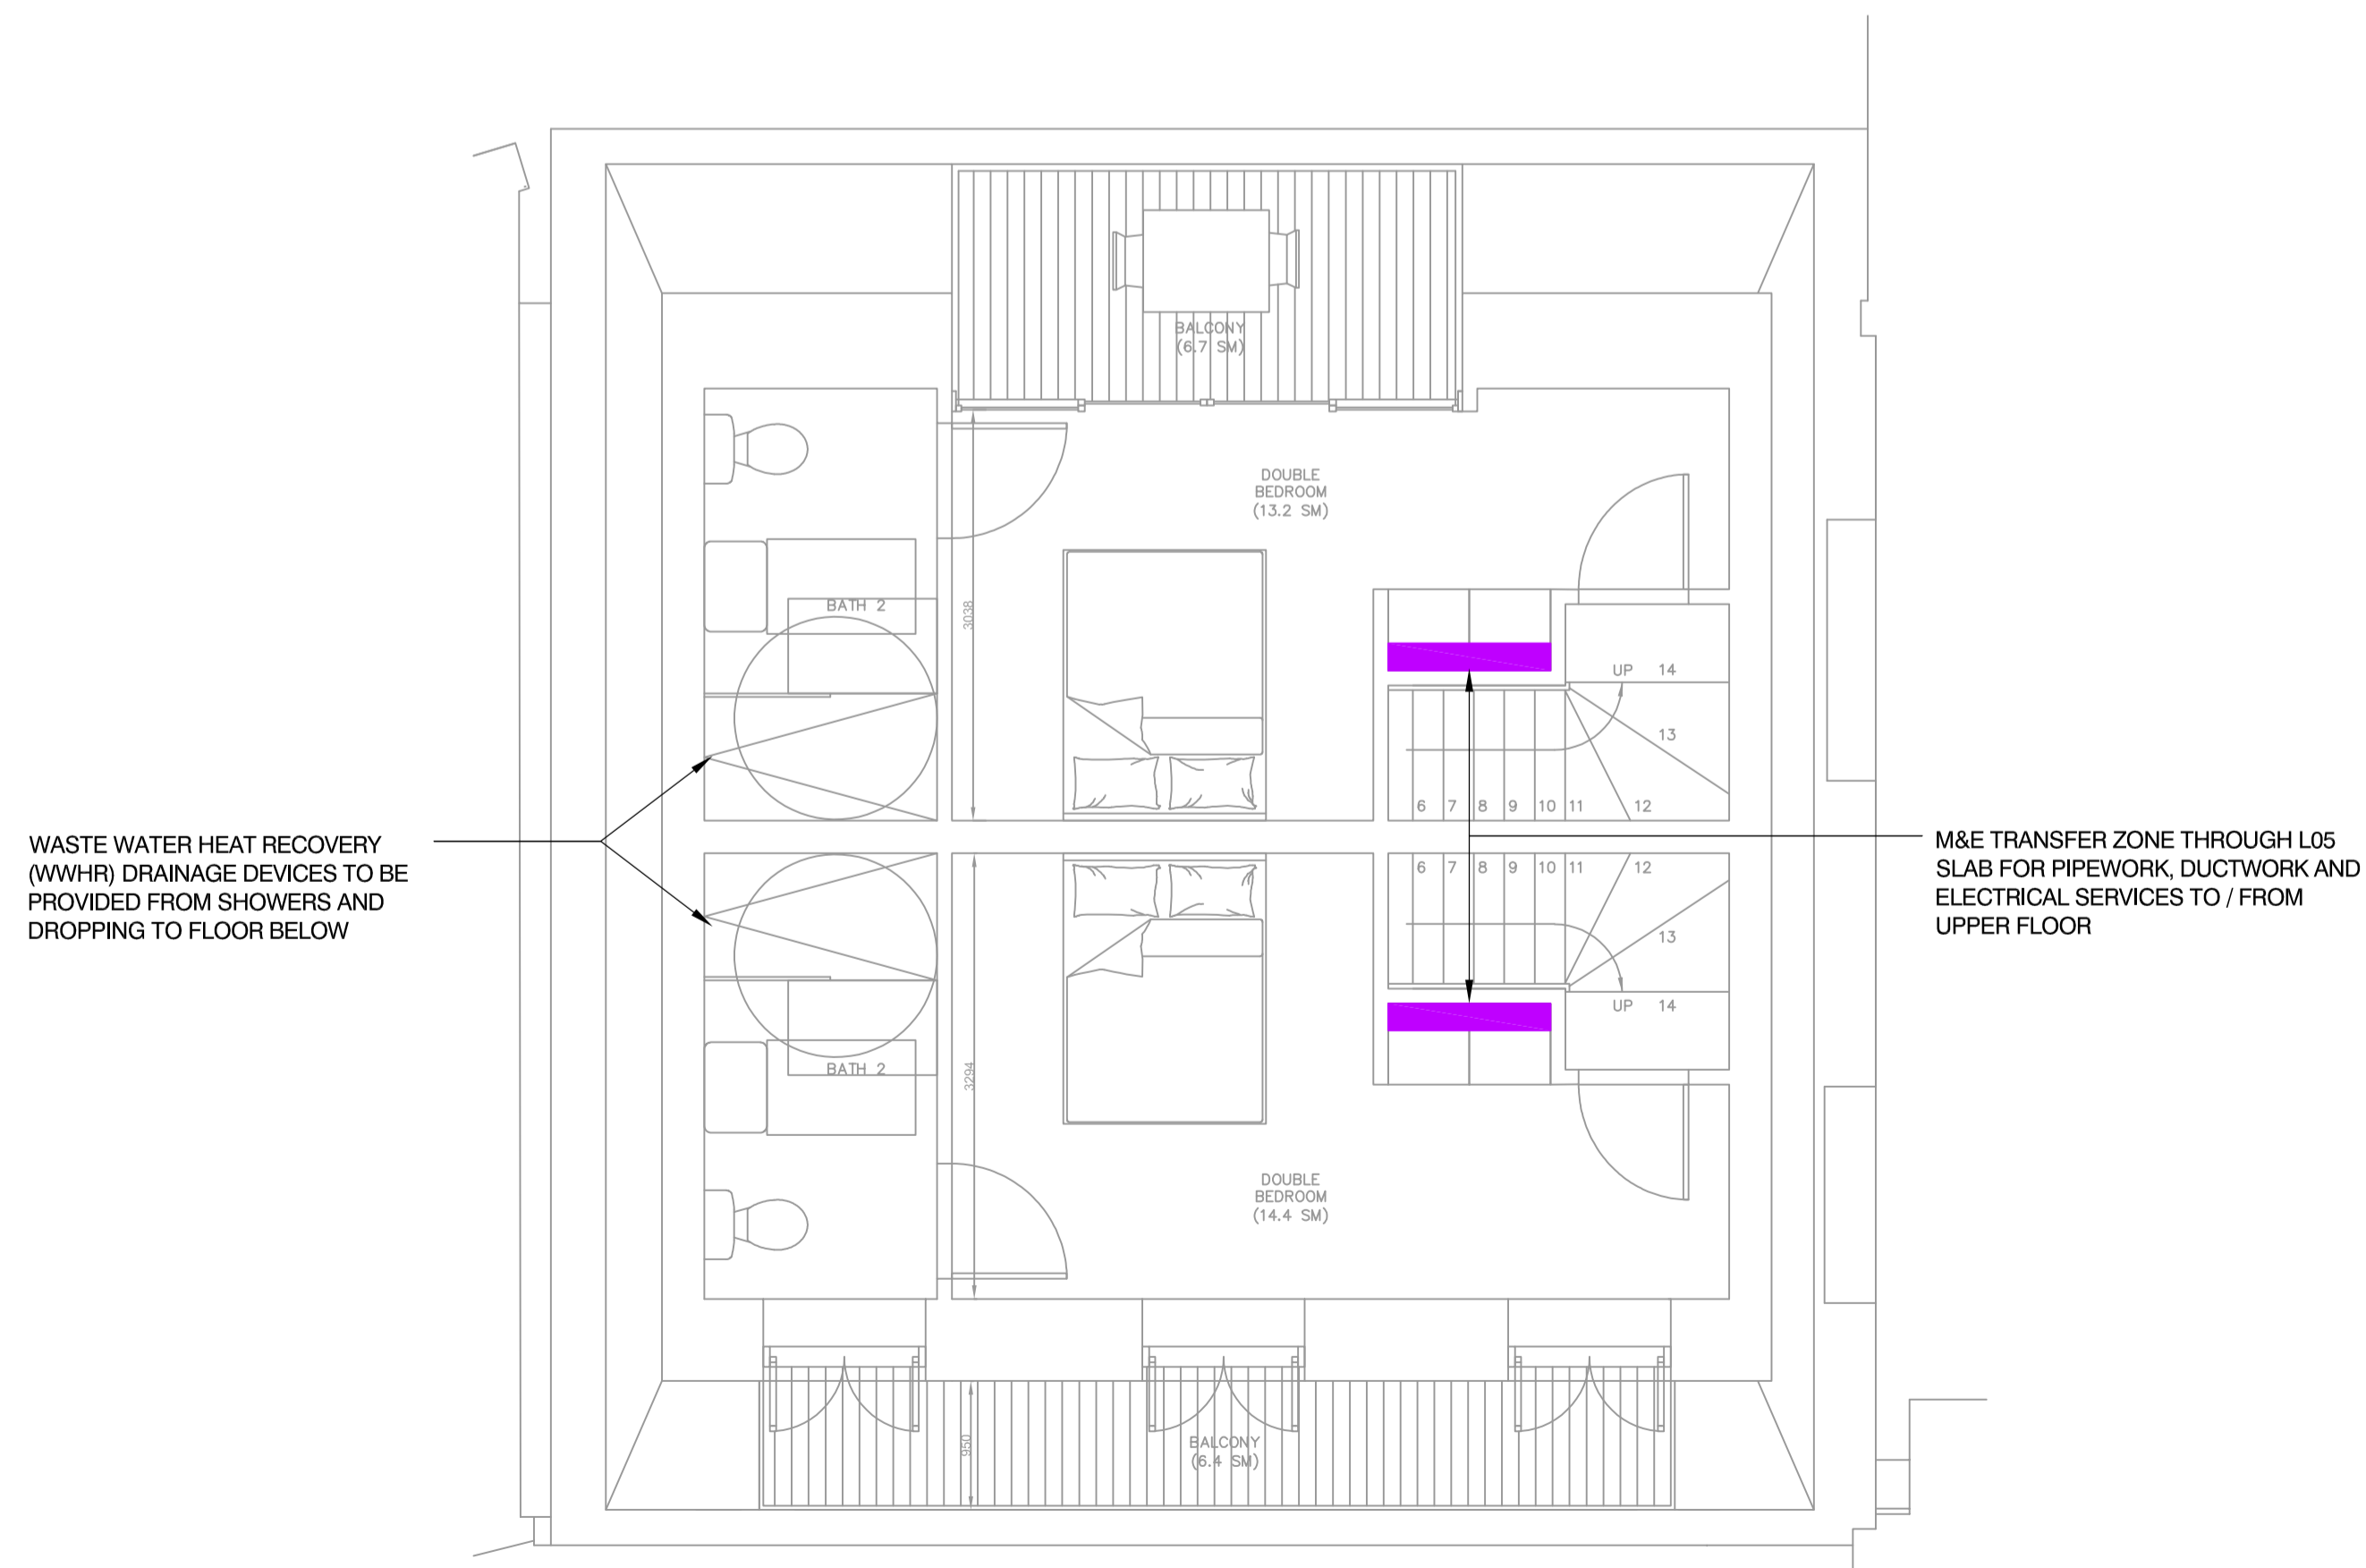 BALCONY
(6.7 SM)
DOUBLE
BEDROOM
(13.2 SM)
BATH 2
3038
UP 14
13
6 7 8 9 10 11 12
WASTE WATER HEAT RECOVERY
(WWHR) DRAINAGE DEVICES TO BE
PROVIDED FROM SHOWERS AND
DROPPING TO FLOOR BELOW
M&E TRANSFER ZONE THROUGH L05
SLAB FOR PIPEWORK, DUCTWORK AND
ELECTRICAL SERVICES TO / FROM
UPPER FLOOR
6 7 8 9 10 11 12
13
UP 14
3294
BATH 2
DOUBLE
BEDROOM
(14.4 SM)
950
BALCONY
(6.4 SM)